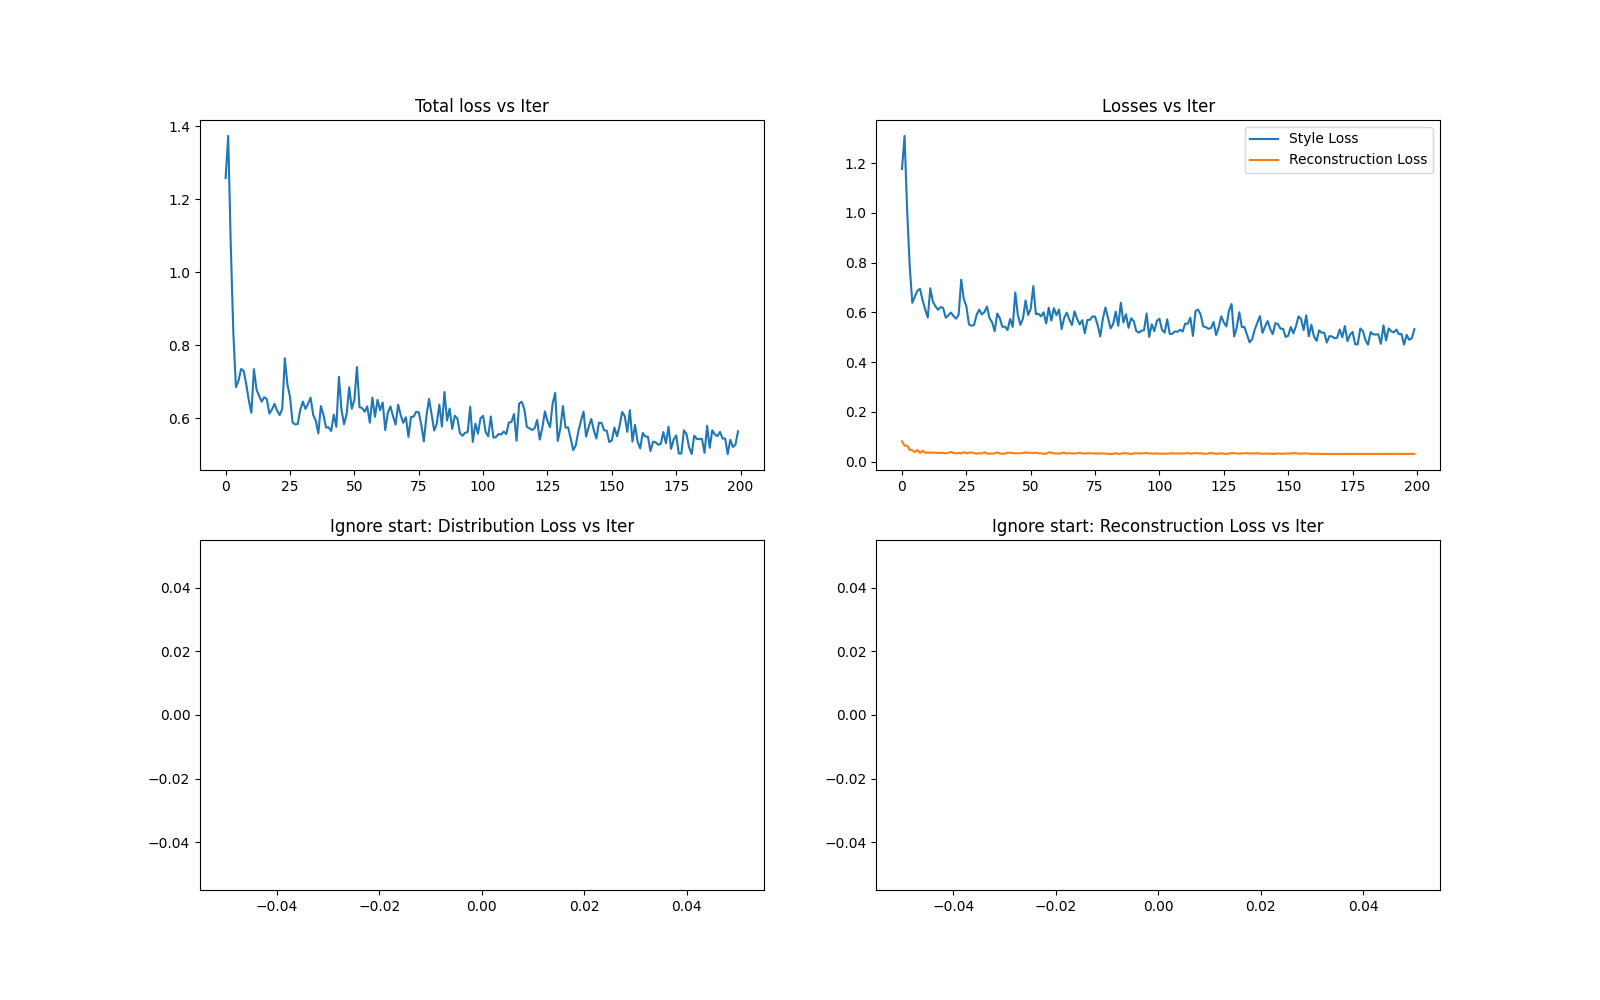 Total loss vs Iter
1.4
1.2
1.0
0.8
0.6
0 25 50 75 100 125 150 175 200
Losses vs Iter
Style Loss
Reconstruction Loss
1.2
1.0
0.8
0.6
0.4
0.2
0.0
0 25 50 75 100 125 150 175 200
Ignore start: Distribution Loss vs Iter
0.04
0.02
0.00
−0.02
−0.04
−0.04 −0.02 0.00 0.02 0.04
Ignore start: Reconstruction Loss vs Iter
0.04
0.02
0.00
−0.02
−0.04
−0.04 −0.02 0.00 0.02 0.04